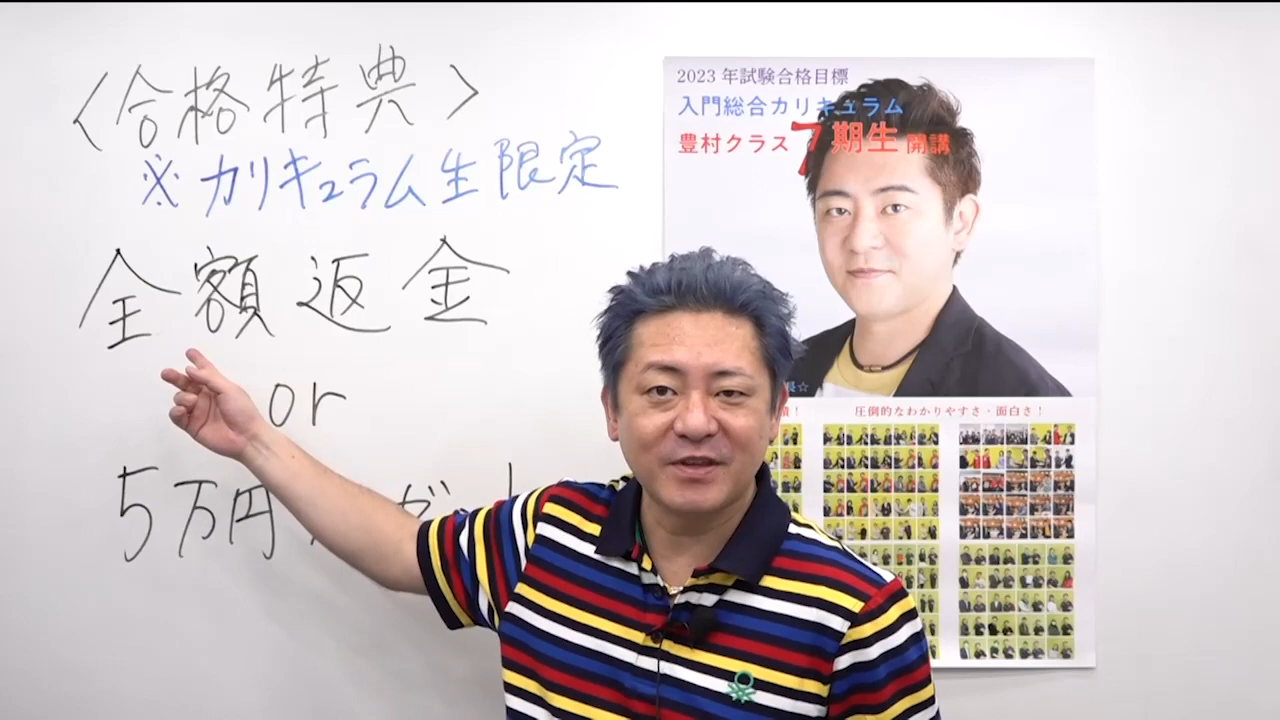 〈合格特典〉
※カリキュラム生限定
全額返金
or
5万円
2023年試験合格目標
入門総合カリキュラム
豊村クラス7期生開講
長☆
圧倒的なわかりやすさ・面白さ！